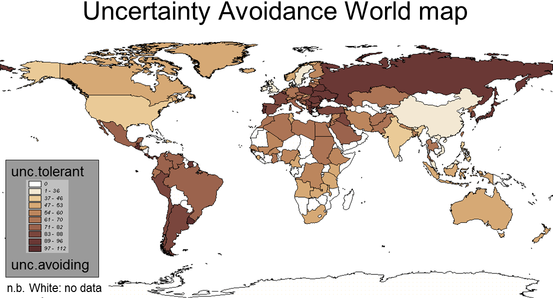 Uncertainty Avoidance World map
unc.tolerant
0
1 - 36
37 - 46
47 - 53
54 - 60
61 - 70
71 - 82
83 - 88
89 - 96
97 - 112
unc.avoiding
n.b. White: no data